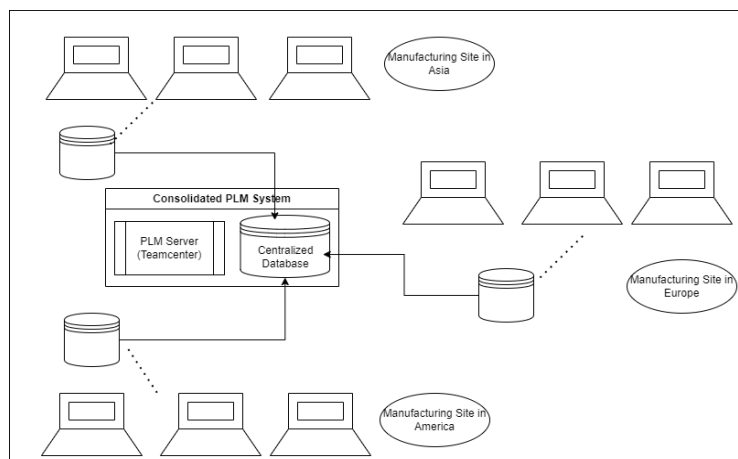 Manufacturing Site in
Asia
Consolidated PLM System
PLM Server
(Teamcenter)
Centralized
Database
Manufacturing Site in
Europe
Manufacturing Site in
America